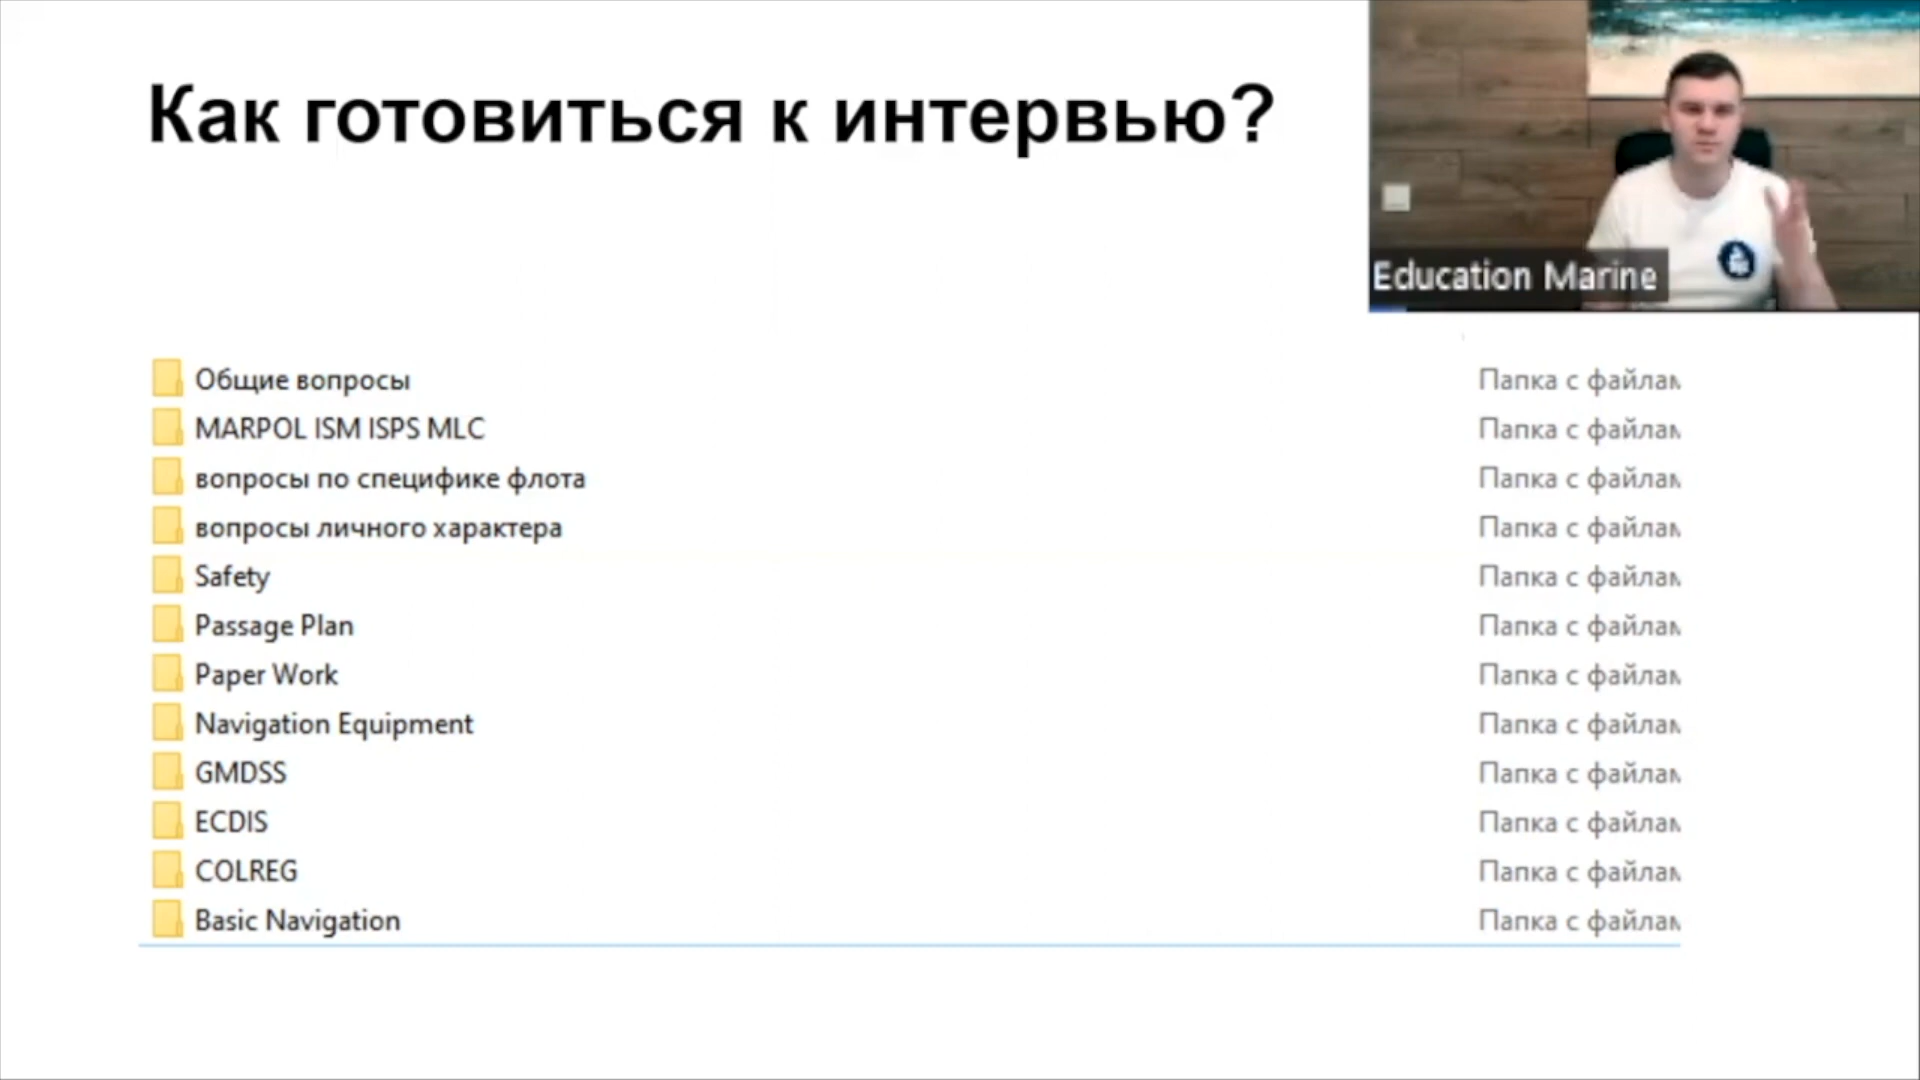 Как готовиться к интервью?
Education Marine
Общие вопросы Папка с файлам
MARPOL ISM ISPS MLC Папка с файлам
вопросы по специфике флота Папка с файлам
вопросы личного характера Папка с файлам
Safety Папка с файлам
Passage Plan Папка с файлам
Paper Work Папка с файлам
Navigation Equipment Папка с файлам
GMDSS Папка с файлам
ECDIS Папка с файлам
COLREG Папка с файлам
Basic Navigation Папка с файлам